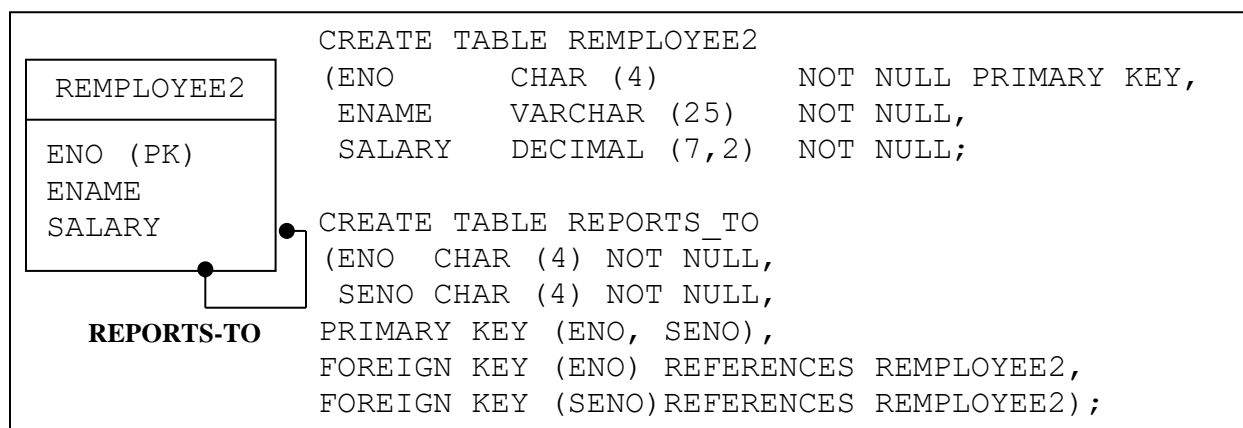 REMPLOYEE2
ENO (PK)
ENAME
SALARY
REPORTS-TO
CREATE TABLE REMPLOYEE2
(ENO CHAR (4) NOT NULL PRIMARY KEY,
ENAME VARCHAR (25) NOT NULL,
SALARY DECIMAL (7,2) NOT NULL;
CREATE TABLE REPORTS_TO
(ENO CHAR (4) NOT NULL,
SENO CHAR (4) NOT NULL,
PRIMARY KEY (ENO, SENO),
FOREIGN KEY (ENO) REFERENCES REMPLOYEE2,
FOREIGN KEY (SENO)REFERENCES REMPLOYEE2);